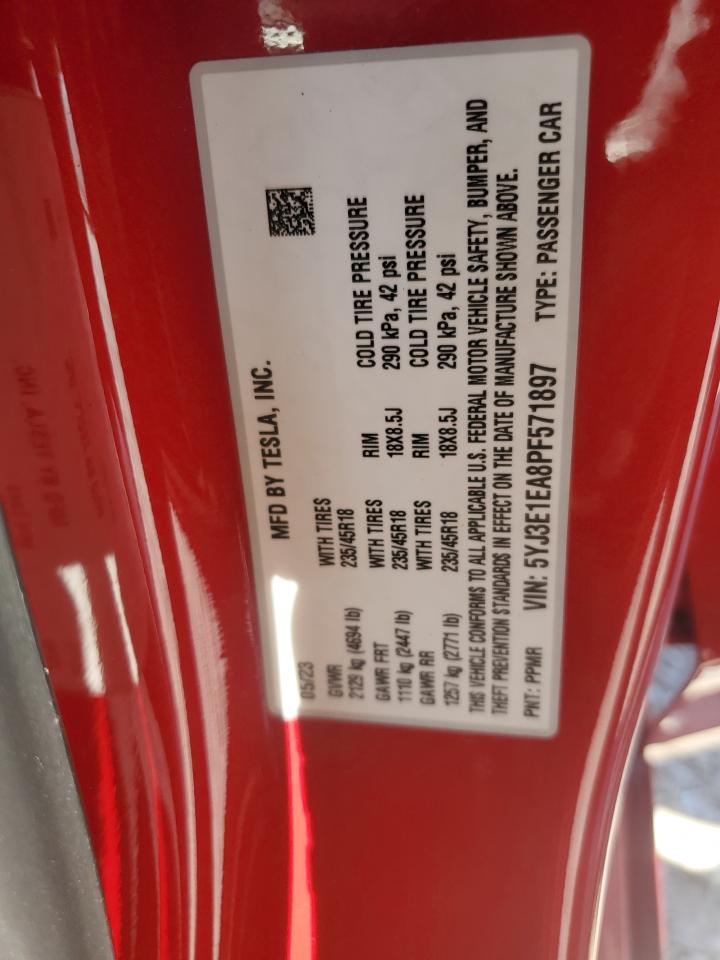 MFD BY TESLA, INC.
05/23
GVWR WITH TIRES RIM COLD TIRE PRESSURE
2129 kg (4694 lb) 235/45R18 18X8.5J 290 kPa, 42 psi
GAWR FRT WITH TIRES RIM COLD TIRE PRESSURE
1110 kg (2447 lb) 235/45R18 18X8.5J 290 kPa, 42 psi
GAWR RR WITH TIRES
1257 kg (2771 lb) 235/45R18
THIS VEHICLE CONFORMS TO ALL APPLICABLE U.S. FEDERAL MOTOR VEHICLE SAFETY, BUMPER, AND
THEFT PREVENTION STANDARDS IN EFFECT ON THE DATE OF MANUFACTURE SHOWN ABOVE.
PNT: PPMR VIN: 5YJ3E1EA8PF571897 TYPE: PASSENGER CAR